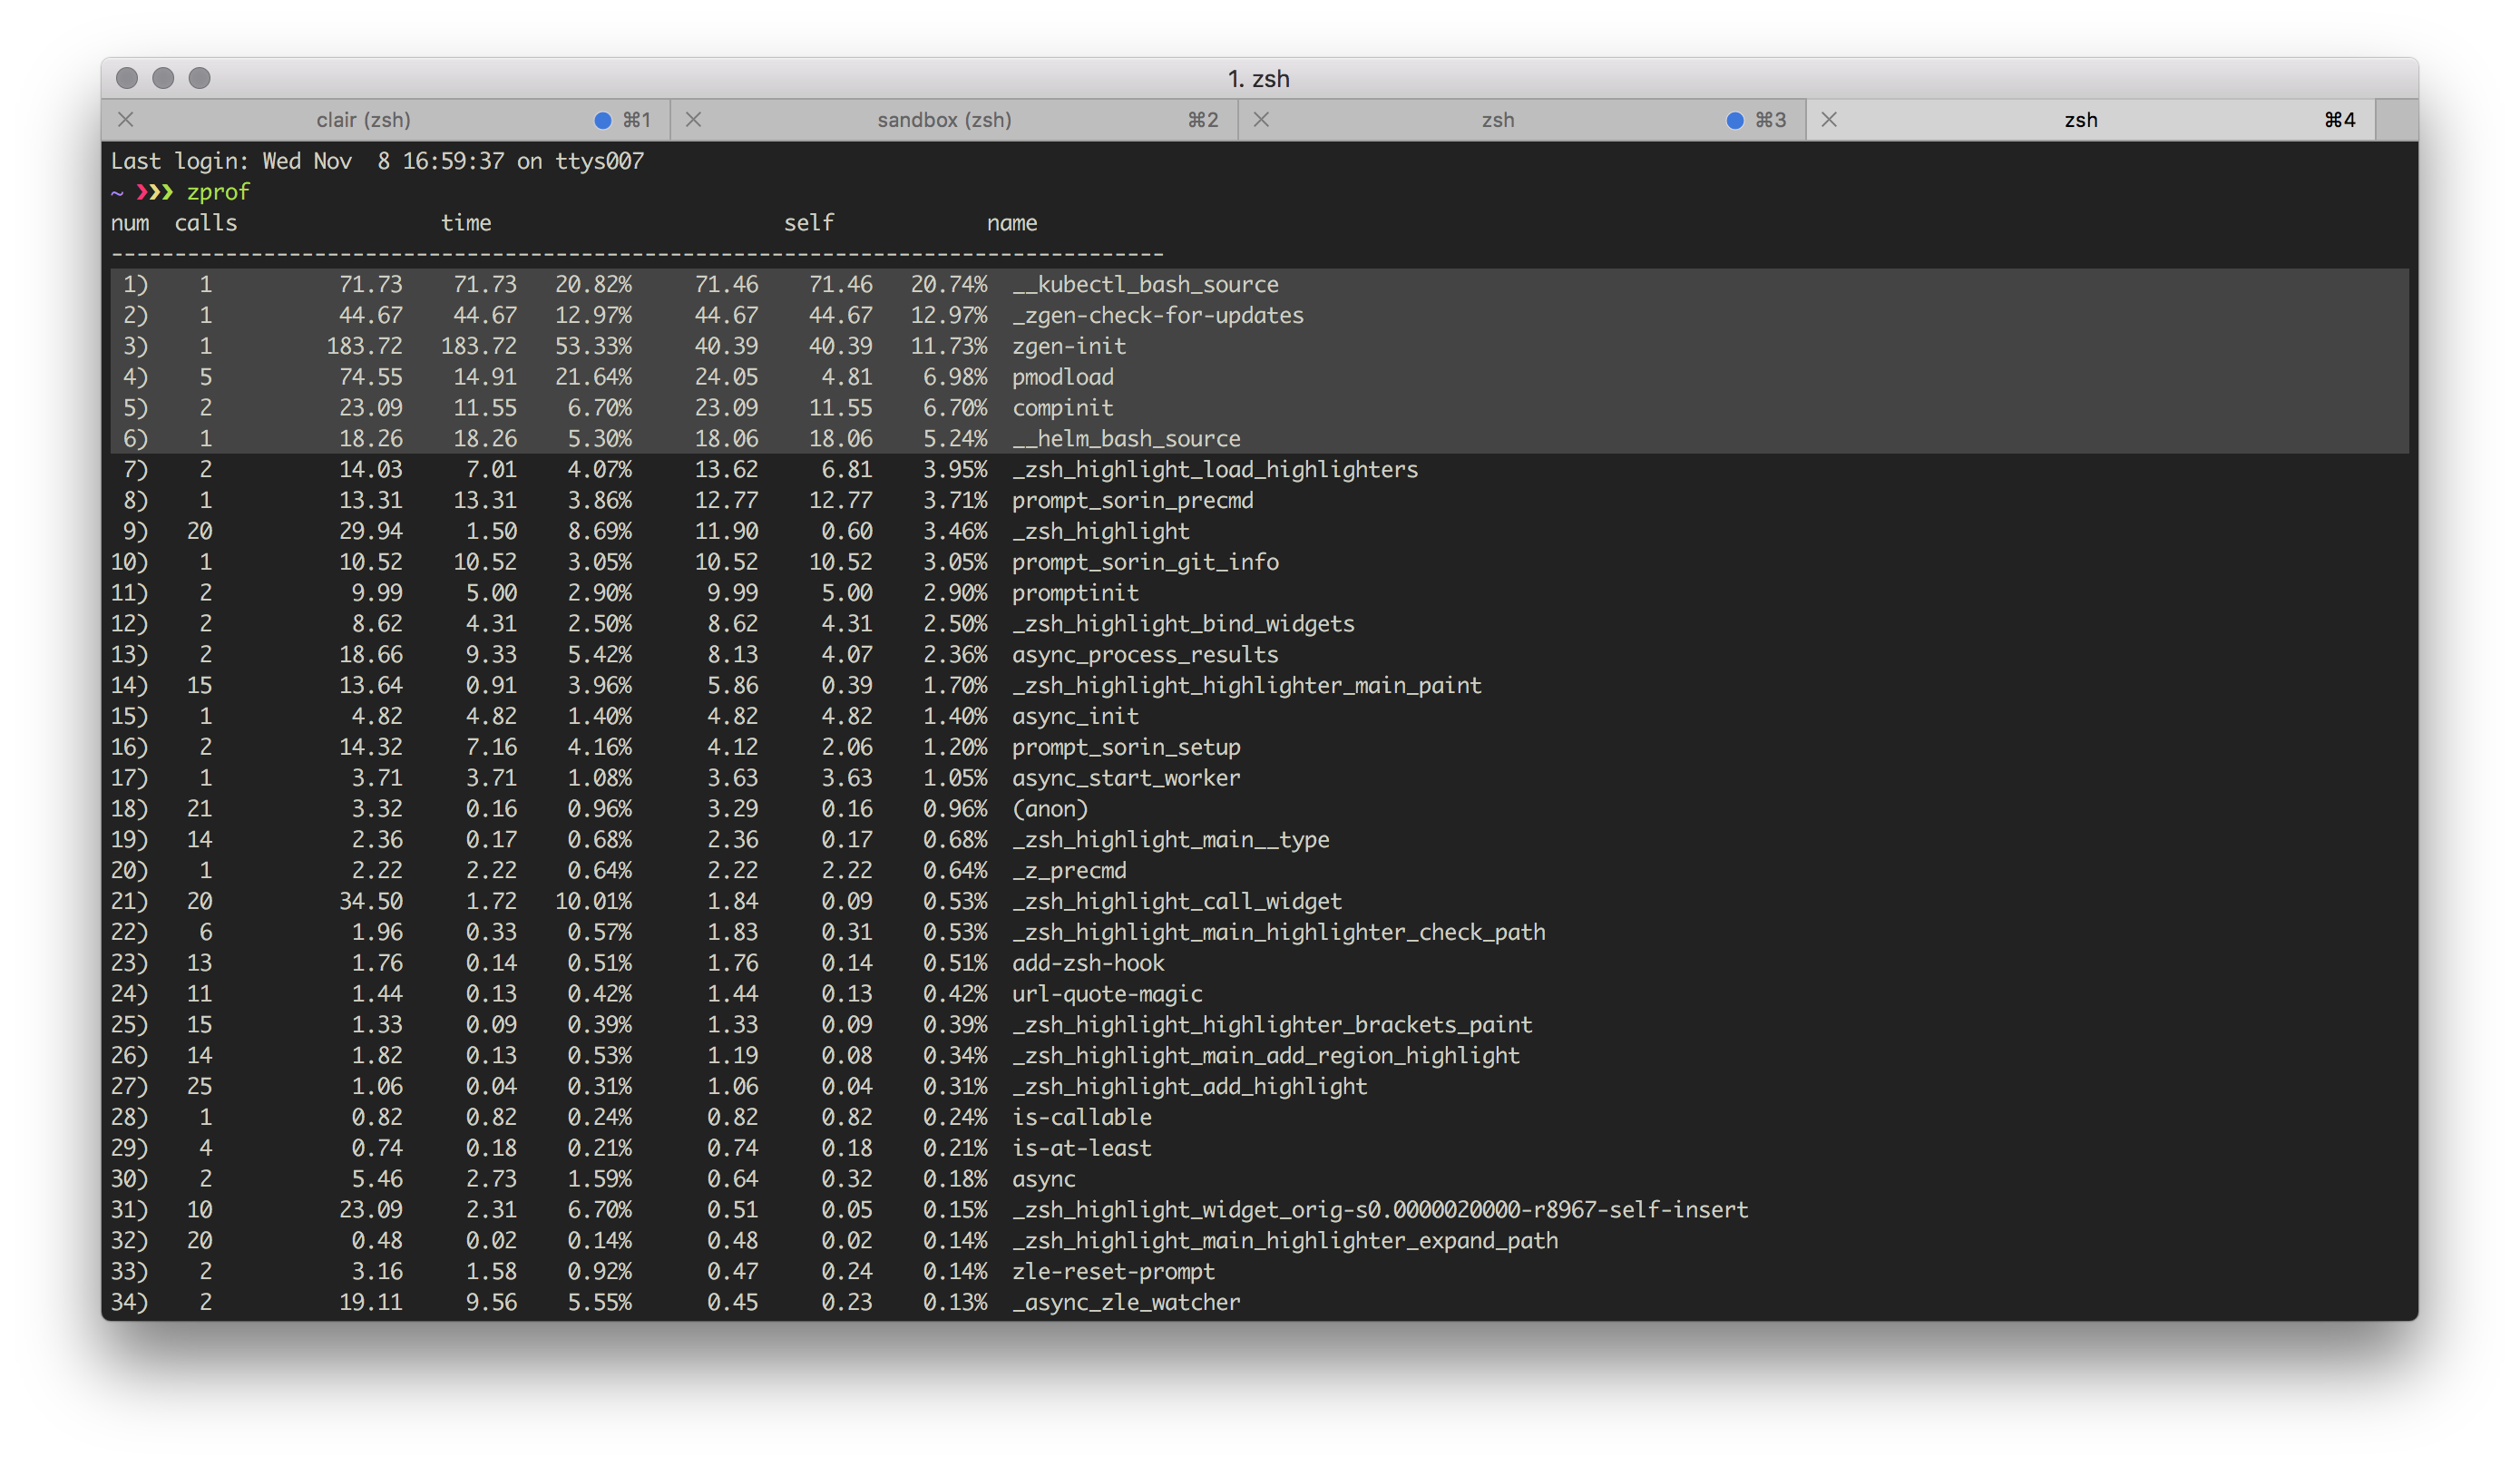 1. zsh
clair (zsh) ⌘1 sandbox (zsh) ⌘2 zsh ⌘3 zsh ⌘4
Last login: Wed Nov  8 16:59:37 on ttys007
~ ❯❯❯ zprof
num  calls                time                       self            name
-----------------------------------------------------------------------------------
 1)    1          71.73    71.73   20.82%     71.46    71.46   20.74%  __kubectl_bash_source
 2)    1          44.67    44.67   12.97%     44.67    44.67   12.97%  _zgen-check-for-updates
 3)    1         183.72   183.72   53.33%     40.39    40.39   11.73%  zgen-init
 4)    5          74.55    14.91   21.64%     24.05     4.81    6.98%  pmodload
 5)    2          23.09    11.55    6.70%     23.09    11.55    6.70%  compinit
 6)    1          18.26    18.26    5.30%     18.06    18.06    5.24%  __helm_bash_source
 7)    2          14.03     7.01    4.07%     13.62     6.81    3.95%  _zsh_highlight_load_highlighters
 8)    1          13.31    13.31    3.86%     12.77    12.77    3.71%  prompt_sorin_precmd
 9)   20          29.94     1.50    8.69%     11.90     0.60    3.46%  _zsh_highlight
10)    1          10.52    10.52    3.05%     10.52    10.52    3.05%  prompt_sorin_git_info
11)    2           9.99     5.00    2.90%      9.99     5.00    2.90%  promptinit
12)    2           8.62     4.31    2.50%      8.62     4.31    2.50%  _zsh_highlight_bind_widgets
13)    2          18.66     9.33    5.42%      8.13     4.07    2.36%  async_process_results
14)   15          13.64     0.91    3.96%      5.86     0.39    1.70%  _zsh_highlight_highlighter_main_paint
15)    1           4.82     4.82    1.40%      4.82     4.82    1.40%  async_init
16)    2          14.32     7.16    4.16%      4.12     2.06    1.20%  prompt_sorin_setup
17)    1           3.71     3.71    1.08%      3.63     3.63    1.05%  async_start_worker
18)   21           3.32     0.16    0.96%      3.29     0.16    0.96%  (anon)
19)   14           2.36     0.17    0.68%      2.36     0.17    0.68%  _zsh_highlight_main__type
20)    1           2.22     2.22    0.64%      2.22     2.22    0.64%  _z_precmd
21)   20          34.50     1.72   10.01%      1.84     0.09    0.53%  _zsh_highlight_call_widget
22)    6           1.96     0.33    0.57%      1.83     0.31    0.53%  _zsh_highlight_main_highlighter_check_path
23)   13           1.76     0.14    0.51%      1.76     0.14    0.51%  add-zsh-hook
24)   11           1.44     0.13    0.42%      1.44     0.13    0.42%  url-quote-magic
25)   15           1.33     0.09    0.39%      1.33     0.09    0.39%  _zsh_highlight_highlighter_brackets_paint
26)   14           1.82     0.13    0.53%      1.19     0.08    0.34%  _zsh_highlight_main_add_region_highlight
27)   25           1.06     0.04    0.31%      1.06     0.04    0.31%  _zsh_highlight_add_highlight
28)    1           0.82     0.82    0.24%      0.82     0.82    0.24%  is-callable
29)    4           0.74     0.18    0.21%      0.74     0.18    0.21%  is-at-least
30)    2           5.46     2.73    1.59%      0.64     0.32    0.18%  async
31)   10          23.09     2.31    6.70%      0.51     0.05    0.15%  _zsh_highlight_widget_orig-s0.0000020000-r8967-self-insert
32)   20           0.48     0.02    0.14%      0.48     0.02    0.14%  _zsh_highlight_main_highlighter_expand_path
33)    2           3.16     1.58    0.92%      0.47     0.24    0.14%  zle-reset-prompt
34)    2          19.11     9.56    5.55%      0.45     0.23    0.13%  _async_zle_watcher